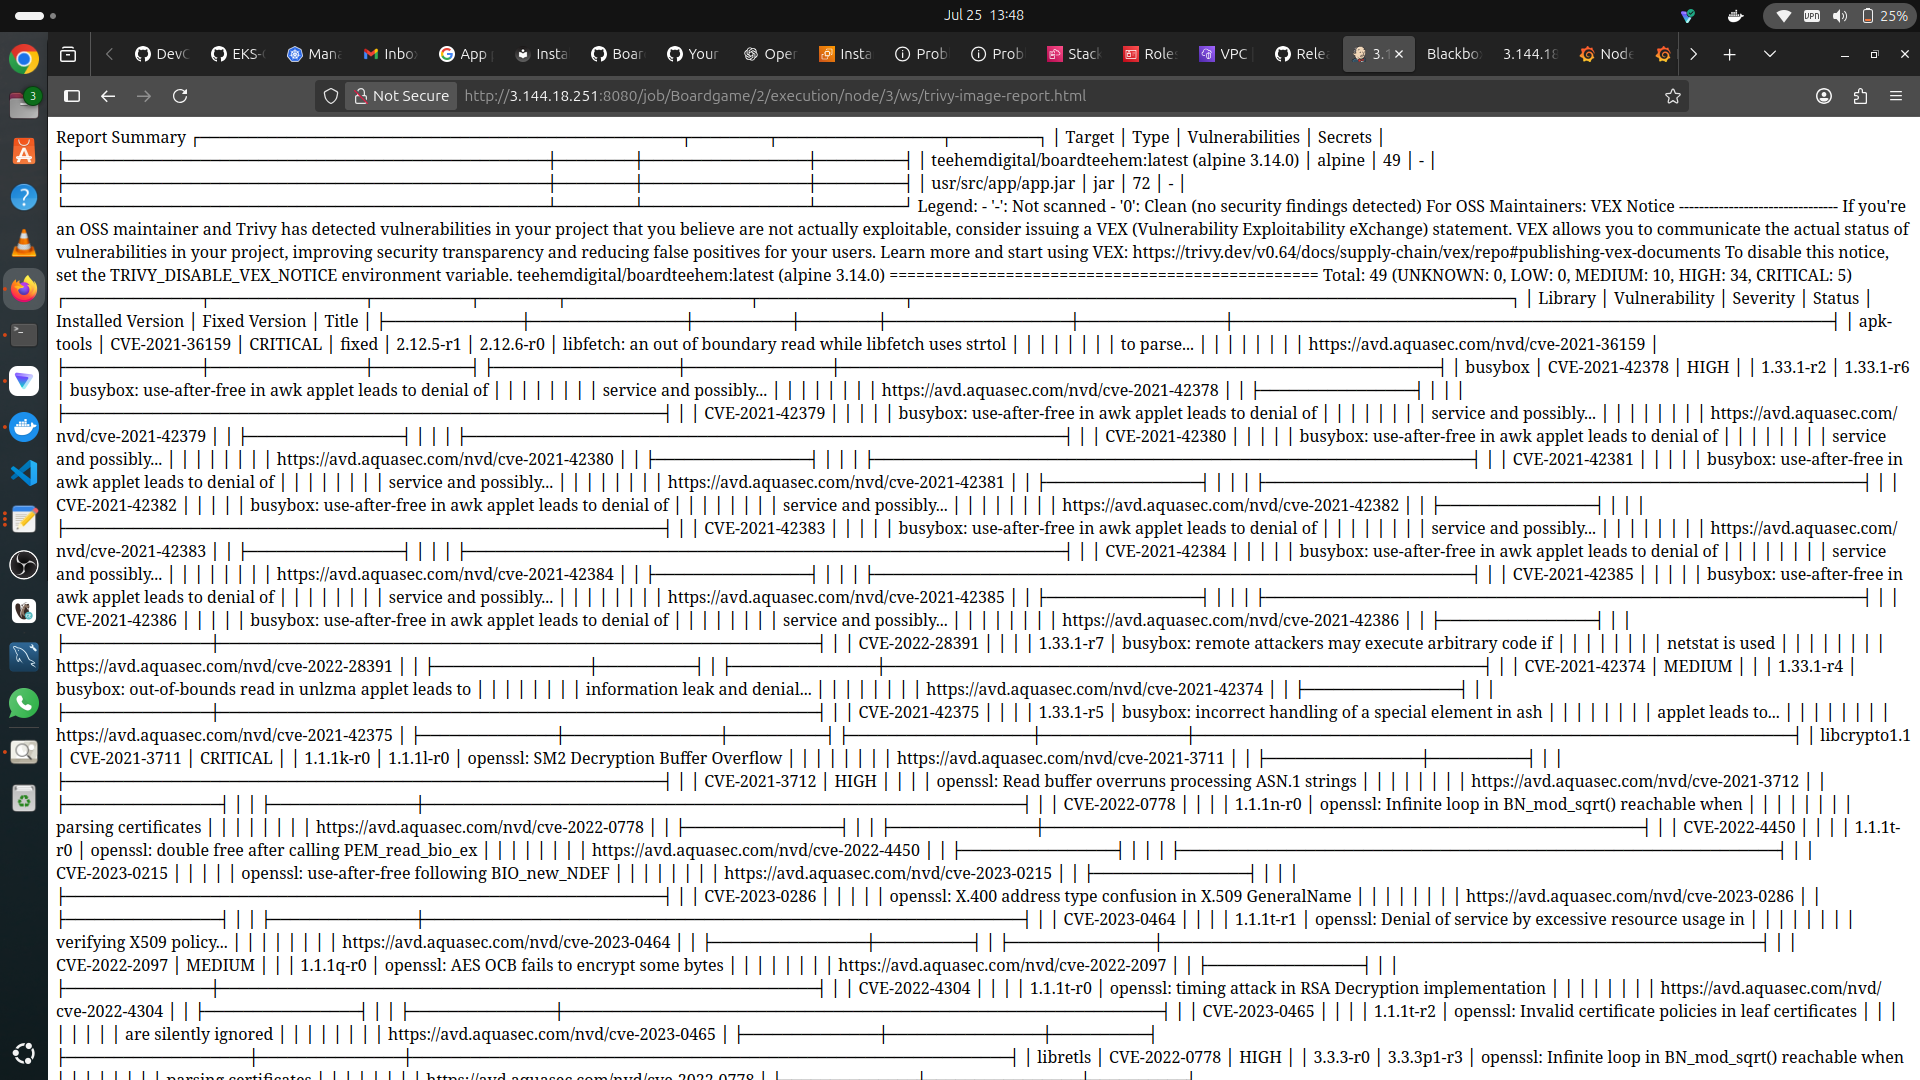 Jul 25 13:48
25%
DevC
EKS-
Mana
Inbo
App
Insta
Boar
Your
Oper
Insta
Prob
Prob
Stack
Roles
VPC
Relea
3.1
Blackbo
3.144.18
Node
Not Secure
http://3.144.18.251:8080/job/Boardgame/2/execution/node/3/ws/trivy-image-report.html
Report Summary │ Target │ Type │ Vulnerabilities │ Secrets │
│ teehemdigital/boardteehem:latest (alpine 3.14.0) │ alpine │ 49 │ - │
│ usr/src/app/app.jar │ jar │ 72 │ - │
Legend: - '-': Not scanned - '0': Clean (no security findings detected) For OSS Maintainers: VEX Notice -------------------------------- If you're
an OSS maintainer and Trivy has detected vulnerabilities in your project that you believe are not actually exploitable, consider issuing a VEX (Vulnerability Exploitability eXchange) statement. VEX allows you to communicate the actual status of
vulnerabilities in your project, improving security transparency and reducing false positives for your users. Learn more and start using VEX: https://trivy.dev/v0.64/docs/supply-chain/vex/repo#publishing-vex-documents To disable this notice,
set the TRIVY_DISABLE_VEX_NOTICE environment variable. teehemdigital/boardteehem:latest (alpine 3.14.0) ================================================ Total: 49 (UNKNOWN: 0, LOW: 0, MEDIUM: 10, HIGH: 34, CRITICAL: 5)
│ Library │ Vulnerability │ Severity │ Status │
Installed Version │ Fixed Version │ Title │ │ apk-
tools │ CVE-2021-36159 │ CRITICAL │ fixed │ 2.12.5-r1 │ 2.12.6-r0 │ libfetch: an out of boundary read while libfetch uses strtol │ │ │ │ │ │ │ │ to parse... │ │ │ │ │ │ │ │ https://avd.aquasec.com/nvd/cve-2021-36159 │
│ busybox │ CVE-2021-42378 │ HIGH │ │ 1.33.1-r2 │ 1.33.1-r6
│ busybox: use-after-free in awk applet leads to denial of │ │ │ │ │ │ │ │ service and possibly... │ │ │ │ │ │ │ │ https://avd.aquasec.com/nvd/cve-2021-42378 │ │ │ │ │
│ │ CVE-2021-42379 │ │ │ │ │ busybox: use-after-free in awk applet leads to denial of │ │ │ │ │ │ │ │ service and possibly... │ │ │ │ │ │ │ │ https://avd.aquasec.com/
nvd/cve-2021-42379 │ │ │ │ │ │ │ │ CVE-2021-42380 │ │ │ │ │ busybox: use-after-free in awk applet leads to denial of │ │ │ │ │ │ │ │ service
and possibly... │ │ │ │ │ │ │ │ https://avd.aquasec.com/nvd/cve-2021-42380 │ │ │ │ │ │ │ │ CVE-2021-42381 │ │ │ │ │ busybox: use-after-free in
awk applet leads to denial of │ │ │ │ │ │ │ │ service and possibly... │ │ │ │ │ │ │ │ https://avd.aquasec.com/nvd/cve-2021-42381 │ │ │ │ │ │ │ │
CVE-2021-42382 │ │ │ │ │ busybox: use-after-free in awk applet leads to denial of │ │ │ │ │ │ │ │ service and possibly... │ │ │ │ │ │ │ │ https://avd.aquasec.com/nvd/cve-2021-42382 │ │ │ │ │
│ │ CVE-2021-42383 │ │ │ │ │ busybox: use-after-free in awk applet leads to denial of │ │ │ │ │ │ │ │ service and possibly... │ │ │ │ │ │ │ │ https://avd.aquasec.com/
nvd/cve-2021-42383 │ │ │ │ │ │ │ │ CVE-2021-42384 │ │ │ │ │ busybox: use-after-free in awk applet leads to denial of │ │ │ │ │ │ │ │ service
and possibly... │ │ │ │ │ │ │ │ https://avd.aquasec.com/nvd/cve-2021-42384 │ │ │ │ │ │ │ │ CVE-2021-42385 │ │ │ │ │ busybox: use-after-free in
awk applet leads to denial of │ │ │ │ │ │ │ │ service and possibly... │ │ │ │ │ │ │ │ https://avd.aquasec.com/nvd/cve-2021-42385 │ │ │ │ │ │ │ │
CVE-2021-42386 │ │ │ │ │ busybox: use-after-free in awk applet leads to denial of │ │ │ │ │ │ │ │ service and possibly... │ │ │ │ │ │ │ │ https://avd.aquasec.com/nvd/cve-2021-42386 │ │ │ │
│ │ CVE-2022-28391 │ │ │ │ 1.33.1-r7 │ busybox: remote attackers may execute arbitrary code if │ │ │ │ │ │ │ │ netstat is used │ │ │ │ │ │ │ │
https://avd.aquasec.com/nvd/cve-2022-28391 │ │ │ │ │ │ CVE-2021-42374 │ MEDIUM │ │ │ 1.33.1-r4 │
busybox: out-of-bounds read in unlzma applet leads to │ │ │ │ │ │ │ │ information leak and denial... │ │ │ │ │ │ │ │ https://avd.aquasec.com/nvd/cve-2021-42374 │ │ │ │
│ │ CVE-2021-42375 │ │ │ │ 1.33.1-r5 │ busybox: incorrect handling of a special element in ash │ │ │ │ │ │ │ │ applet leads to... │ │ │ │ │ │ │ │
https://avd.aquasec.com/nvd/cve-2021-42375 │ │ │ libcrypto1.1
│ CVE-2021-3711 │ CRITICAL │ │ 1.1.1k-r0 │ 1.1.1l-r0 │ openssl: SM2 Decryption Buffer Overflow │ │ │ │ │ │ │ │ https://avd.aquasec.com/nvd/cve-2021-3711 │ │ │ │
│ │ CVE-2021-3712 │ HIGH │ │ │ │ openssl: Read buffer overruns processing ASN.1 strings │ │ │ │ │ │ │ │ https://avd.aquasec.com/nvd/cve-2021-3712 │ │
│ │ │ │ │ CVE-2022-0778 │ │ │ │ 1.1.1n-r0 │ openssl: Infinite loop in BN_mod_sqrt() reachable when │ │ │ │ │ │ │ │
parsing certificates │ │ │ │ │ │ │ │ https://avd.aquasec.com/nvd/cve-2022-0778 │ │ │ │ │ │ CVE-2022-4450 │ │ │ │ 1.1.1t-
r0 │ openssl: double free after calling PEM_read_bio_ex │ │ │ │ │ │ │ │ https://avd.aquasec.com/nvd/cve-2022-4450 │ │ │ │ │ │ │ │
CVE-2023-0215 │ │ │ │ │ openssl: use-after-free following BIO_new_NDEF │ │ │ │ │ │ │ │ https://avd.aquasec.com/nvd/cve-2023-0215 │ │ │ │ │
│ │ CVE-2023-0286 │ │ │ │ │ openssl: X.400 address type confusion in X.509 GeneralName │ │ │ │ │ │ │ │ https://avd.aquasec.com/nvd/cve-2023-0286 │ │
│ │ │ │ │ CVE-2023-0464 │ │ │ │ 1.1.1t-r1 │ openssl: Denial of service by excessive resource usage in │ │ │ │ │ │ │ │
verifying X509 policy... │ │ │ │ │ │ │ │ https://avd.aquasec.com/nvd/cve-2023-0464 │ │ │ │ │
CVE-2022-2097 │ MEDIUM │ │ │ 1.1.1q-r0 │ openssl: AES OCB fails to encrypt some bytes │ │ │ │ │ │ │ │ https://avd.aquasec.com/nvd/cve-2022-2097 │ │ │ │
│ │ CVE-2022-4304 │ │ │ │ 1.1.1t-r0 │ openssl: timing attack in RSA Decryption implementation │ │ │ │ │ │ │ │ https://avd.aquasec.com/nvd/
cve-2022-4304 │ │ │ │ │ │ │ CVE-2023-0465 │ │ │ │ 1.1.1t-r2 │ openssl: Invalid certificate policies in leaf certificates │ │ │
│ │ │ │ │ are silently ignored │ │ │ │ │ │ │ │ https://avd.aquasec.com/nvd/cve-2023-0465 │
│ │ libretls │ CVE-2022-0778 │ HIGH │ │ 3.3.3-r0 │ 3.3.3p1-r3 │ openssl: Infinite loop in BN_mod_sqrt() reachable when
│ │ │ │ │ │ │ │ parsing certificates │ │ │ │ │ │ │ │ https://avd.aquasec.com/nvd/cve-2022-0778 │